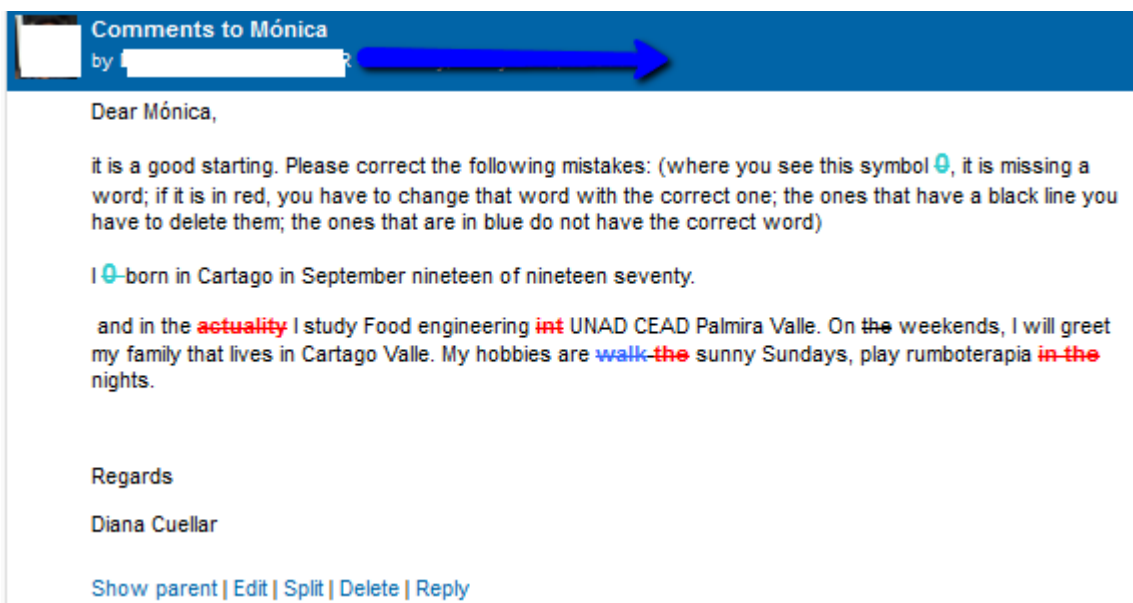 Comments to Mónica
by
Dear Mónica,
it is a good starting. Please correct the following mistakes: (where you see this symbol 0, it is missing a
word; if it is in red, you have to change that word with the correct one; the ones that have a black line you
have to delete them; the ones that are in blue do not have the correct word)
I 0 born in Cartago in September nineteen of nineteen seventy.
and in the actuality I study Food engineering int UNAD CEAD Palmira Valle. On the weekends, I will greet
my family that lives in Cartago Valle. My hobbies are walk the sunny Sundays, play rumboterapia in the
nights.
Regards
Diana Cuellar
Show parent | Edit | Split | Delete | Reply